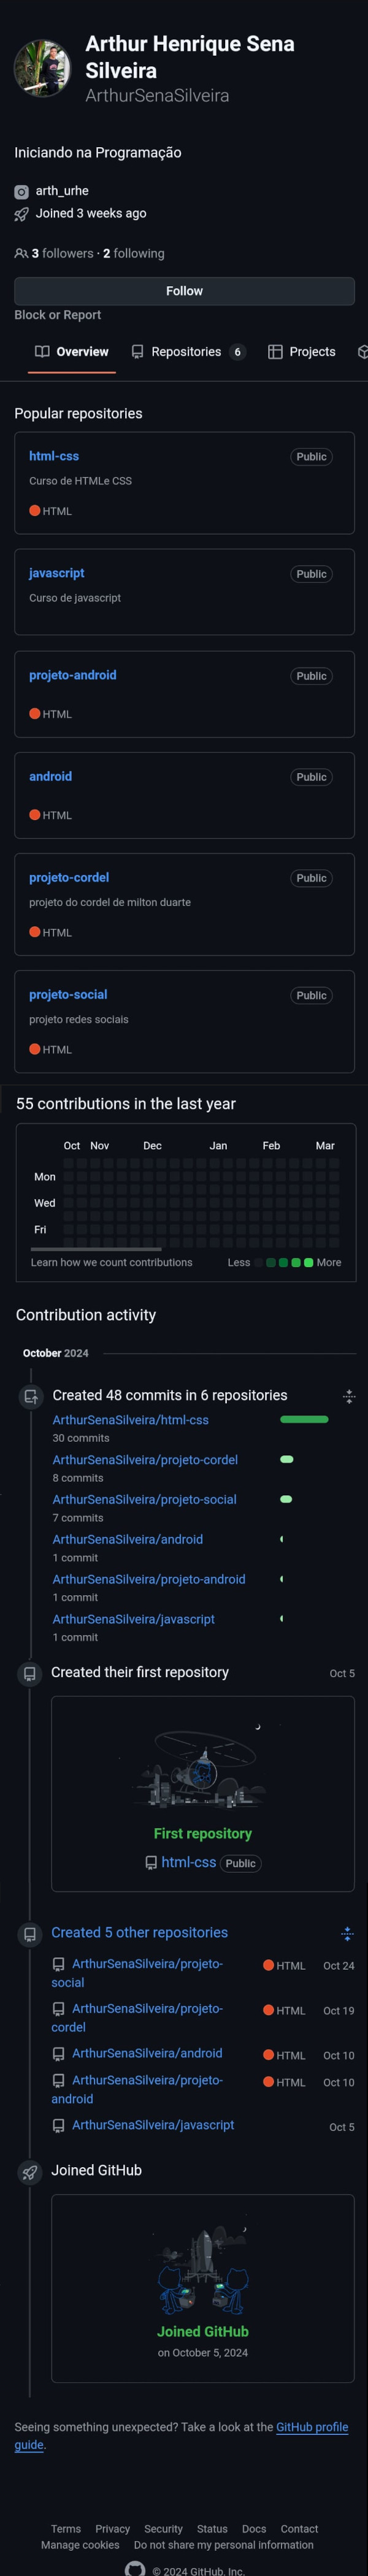 Arthur Henrique Sena
Silveira
ArthurSenaSilveira
Iniciando na Programação
arth_urhe
Joined 3 weeks ago
3 followers · 2 following
Follow
Block or Report
Overview Repositories 6 Projects
Popular repositories
html-css Public
Curso de HTMLe CSS
HTML
javascript Public
Curso de javascript
projeto-android Public
HTML
android Public
HTML
projeto-cordel Public
projeto do cordel de milton duarte
HTML
projeto-social Public
projeto redes sociais
HTML
55 contributions in the last year
Oct Nov Dec Jan Feb Mar
Mon
Wed
Fri
Learn how we count contributions Less More
Contribution activity
October 2024
Created 48 commits in 6 repositories
ArthurSenaSilveira/html-css
30 commits
ArthurSenaSilveira/projeto-cordel
8 commits
ArthurSenaSilveira/projeto-social
7 commits
ArthurSenaSilveira/android
1 commit
ArthurSenaSilveira/projeto-android
1 commit
ArthurSenaSilveira/javascript
1 commit
Created their first repository Oct 5
First repository
html-css Public
Created 5 other repositories
ArthurSenaSilveira/projeto- HTML Oct 24
social
ArthurSenaSilveira/projeto- HTML Oct 19
cordel
ArthurSenaSilveira/android HTML Oct 10
ArthurSenaSilveira/projeto- HTML Oct 10
android
ArthurSenaSilveira/javascript Oct 5
Joined GitHub
Joined GitHub
on October 5, 2024
Seeing something unexpected? Take a look at the GitHub profile
guide.
Terms Privacy Security Status Docs Contact
Manage cookies Do not share my personal information
© 2024 GitHub, Inc.